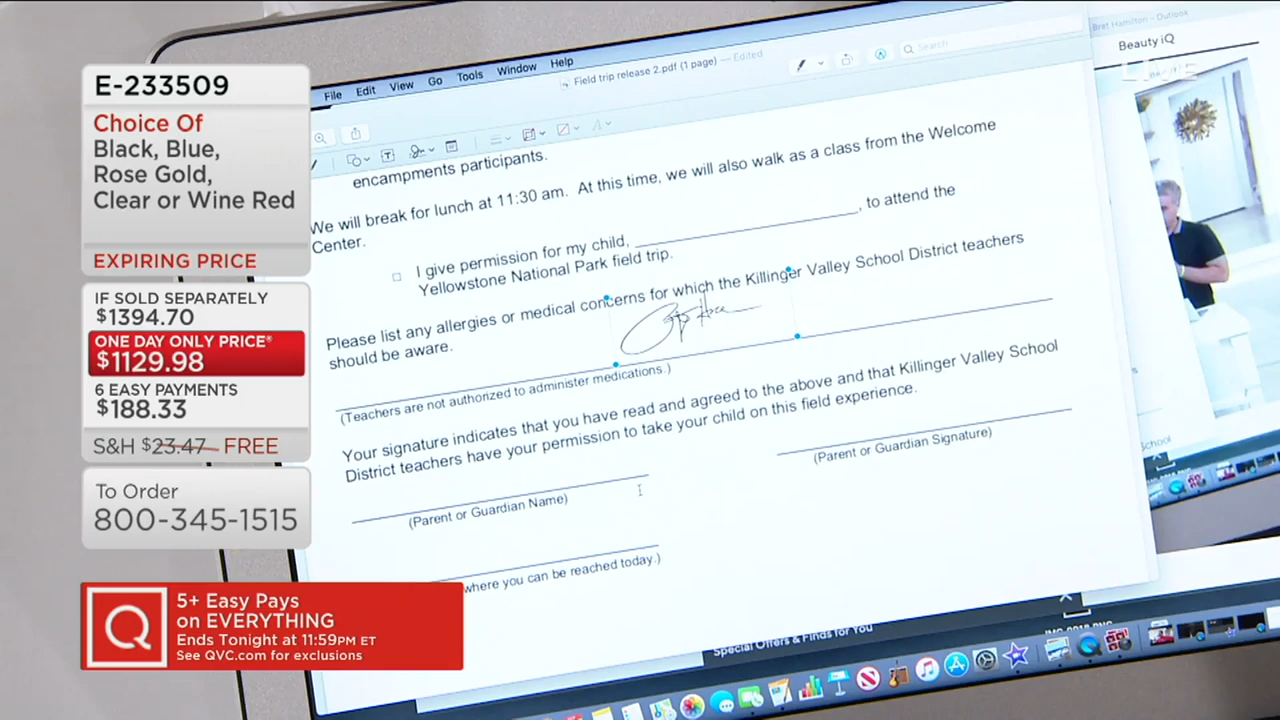 E-233509
Choice Of
Black, Blue,
Rose Gold,
Clear or Wine Red
EXPIRING PRICE
IF SOLD SEPARATELY
$1394.70
ONE DAY ONLY PRICE®
$1129.98
6 EASY PAYMENTS
$188.33
S&H $23.47 FREE
To Order
800-345-1515
Q
5+ Easy Pays
on EVERYTHING
Ends Tonight at 11:59PM ET
See QVC.com for exclusions
File Edit View Go Tools Window Help
Field trip release 2.pdf (1 page) — Edited
Search
Bret Hamilton – Outlook
Beauty iQ
LIVE
encampments participants.
We will break for lunch at 11:30 am. At this time, we will also walk as a class from the Welcome
Center.
I give permission for my child, , to attend the
Yellowstone National Park field trip.
Please list any allergies or medical concerns for which the Killinger Valley School District teachers
should be aware.
(Teachers are not authorized to administer medications.)
Your signature indicates that you have read and agreed to the above and that Killinger Valley School
District teachers have your permission to take your child on this field experience.
(Parent or Guardian Name)
(Parent or Guardian Signature)
where you can be reached today.)
School
Special Offers & Finds for You